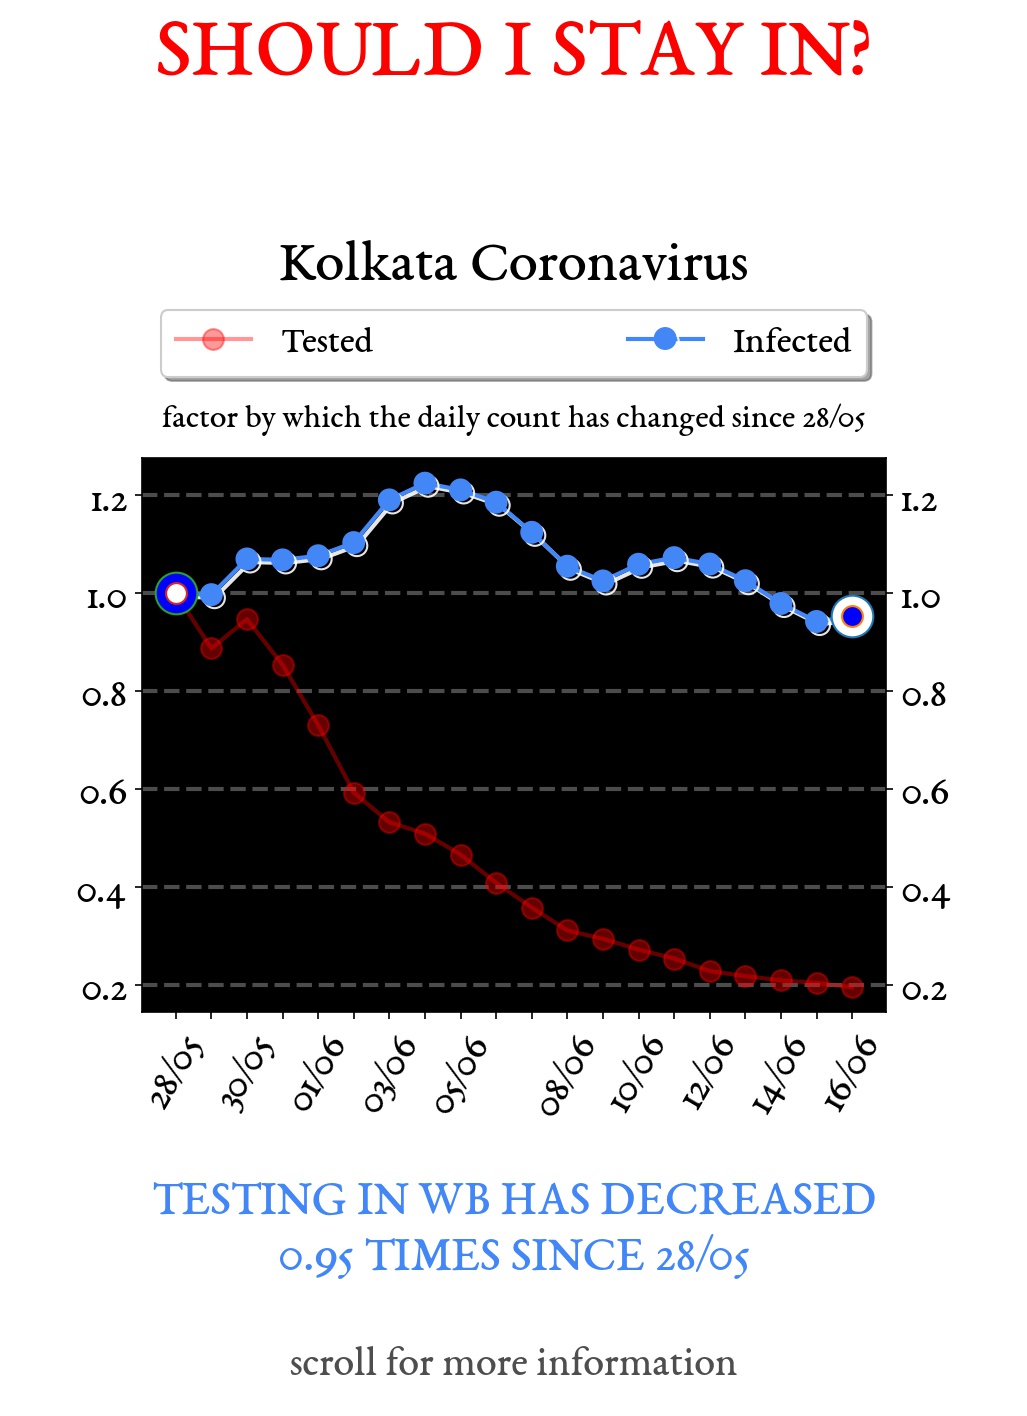 SHOULD I STAY IN?
Kolkata Coronavirus
Tested Infected
factor by which the daily count has changed since 28/05
1.2 1.2
1.0 1.0
0.8 0.8
0.6 0.6
0.4 0.4
0.2 0.2
28/05 30/05 01/06 03/06 05/06 08/06 10/06 12/06 14/06 16/06
TESTING IN WB HAS DECREASED
0.95 TIMES SINCE 28/05
scroll for more information